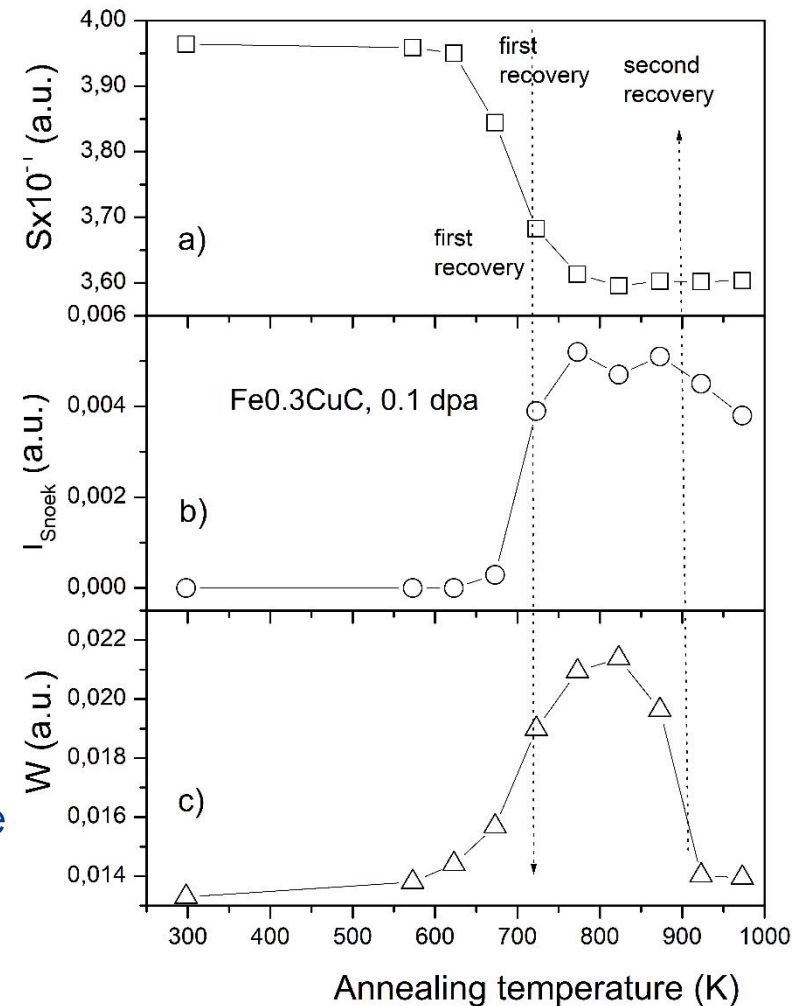 4,00
3,90
3,80
3,70
3,60
Sx10⁻¹ (a.u.)
first
recovery
second
recovery
a)
first
recovery
0,006
0,004
0,002
0,000
I_Snoek (a.u.)
Fe0.3CuC, 0.1 dpa
b)
0,022
0,020
0,018
0,016
0,014
W (a.u.)
c)
e
300 400 500 600 700 800 900 1000
Annealing temperature (K)